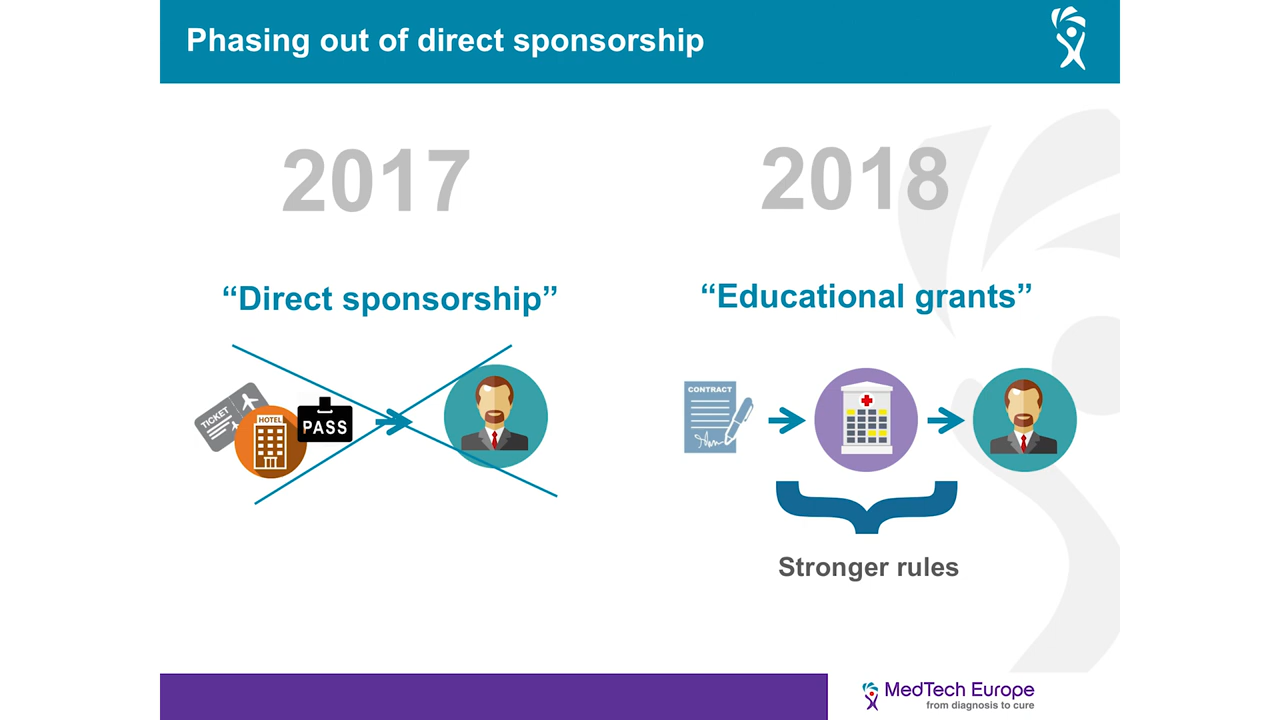 Phasing out of direct sponsorship
2017
2018
“Direct sponsorship”
“Educational grants”
TICKET
HOTEL
PASS
CONTRACT
Stronger rules
MedTech Europe
from diagnosis to cure